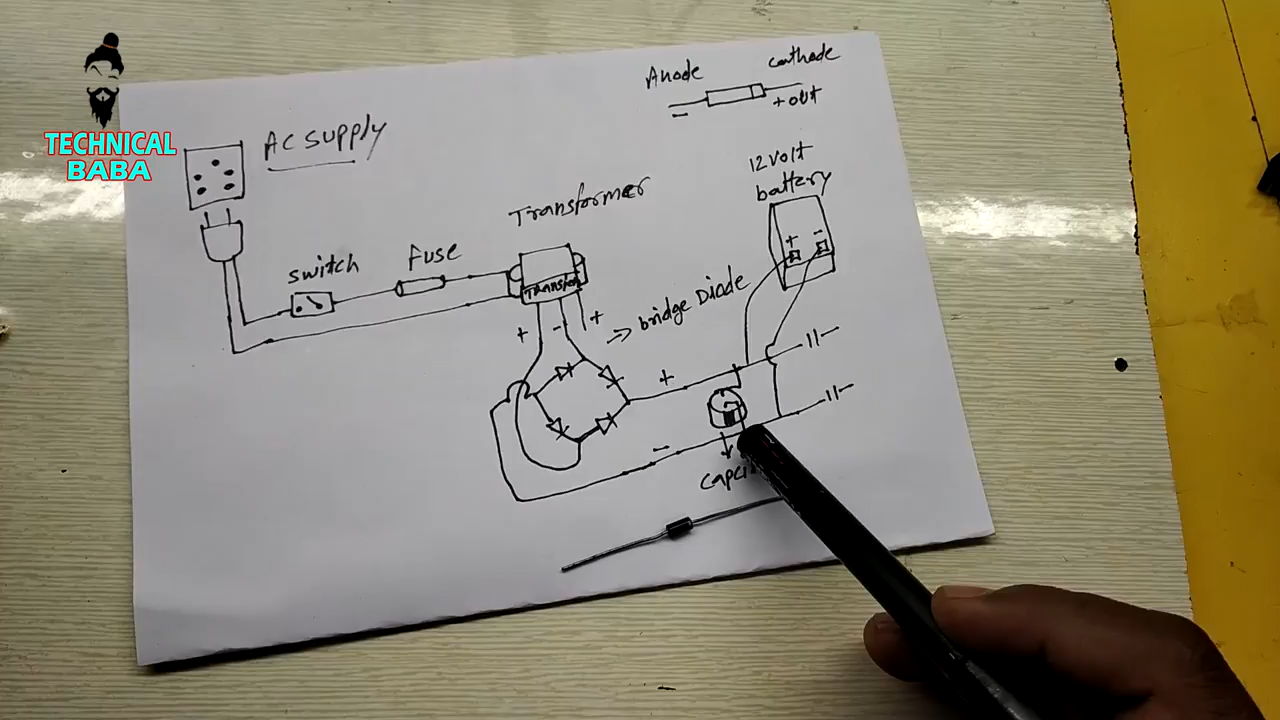 TECHNICAL
BABA
AC supply
Anode
cathode
-
+ out
12 volt
battery
+ -
Transformer
switch
Fuse
+ - +
=> bridge Diode
+
-